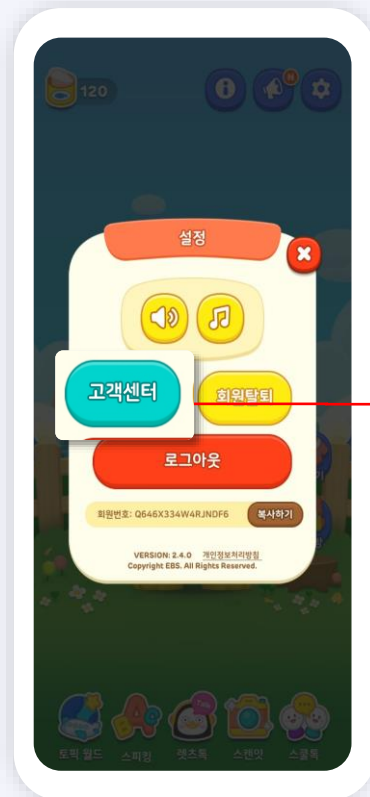 120
N
설정
고객센터
회원탈퇴
로그아웃
회원번호: Q646X334W4RJNDF6
복사하기
VERSION: 2.4.0 개인정보처리방침
Copyright EBS. All Rights Reserved.
토픽 월드
스피킹
렛츠톡
스캔잇
스쿨톡